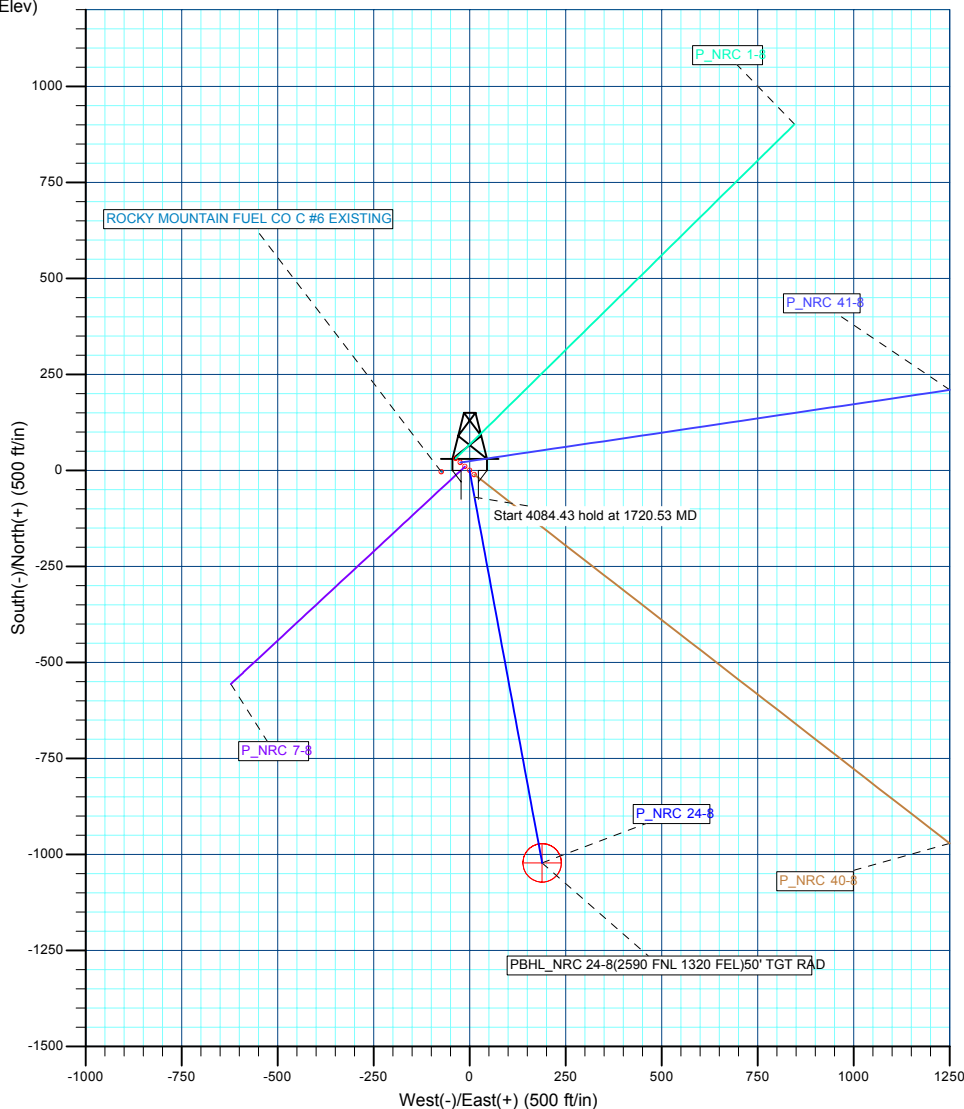 Elev)
P_NRC 1-8
1000
750
ROCKY MOUNTAIN FUEL CO C #6 EXISTING
500
P_NRC 41-8
250
0
Start 4084.43 hold at 1720.53 MD
-250
South(-)/North(+) (500 ft/in)
-500
P_NRC 7-8
-750
P_NRC 24-8
-1000
P_NRC 40-8
-1250
PBHL_NRC 24-8(2590 FNL 1320 FEL)50' TGT RAD
-1500
-1000 -750 -500 -250 0 250 500 750 1000 1250
West(-)/East(+) (500 ft/in)